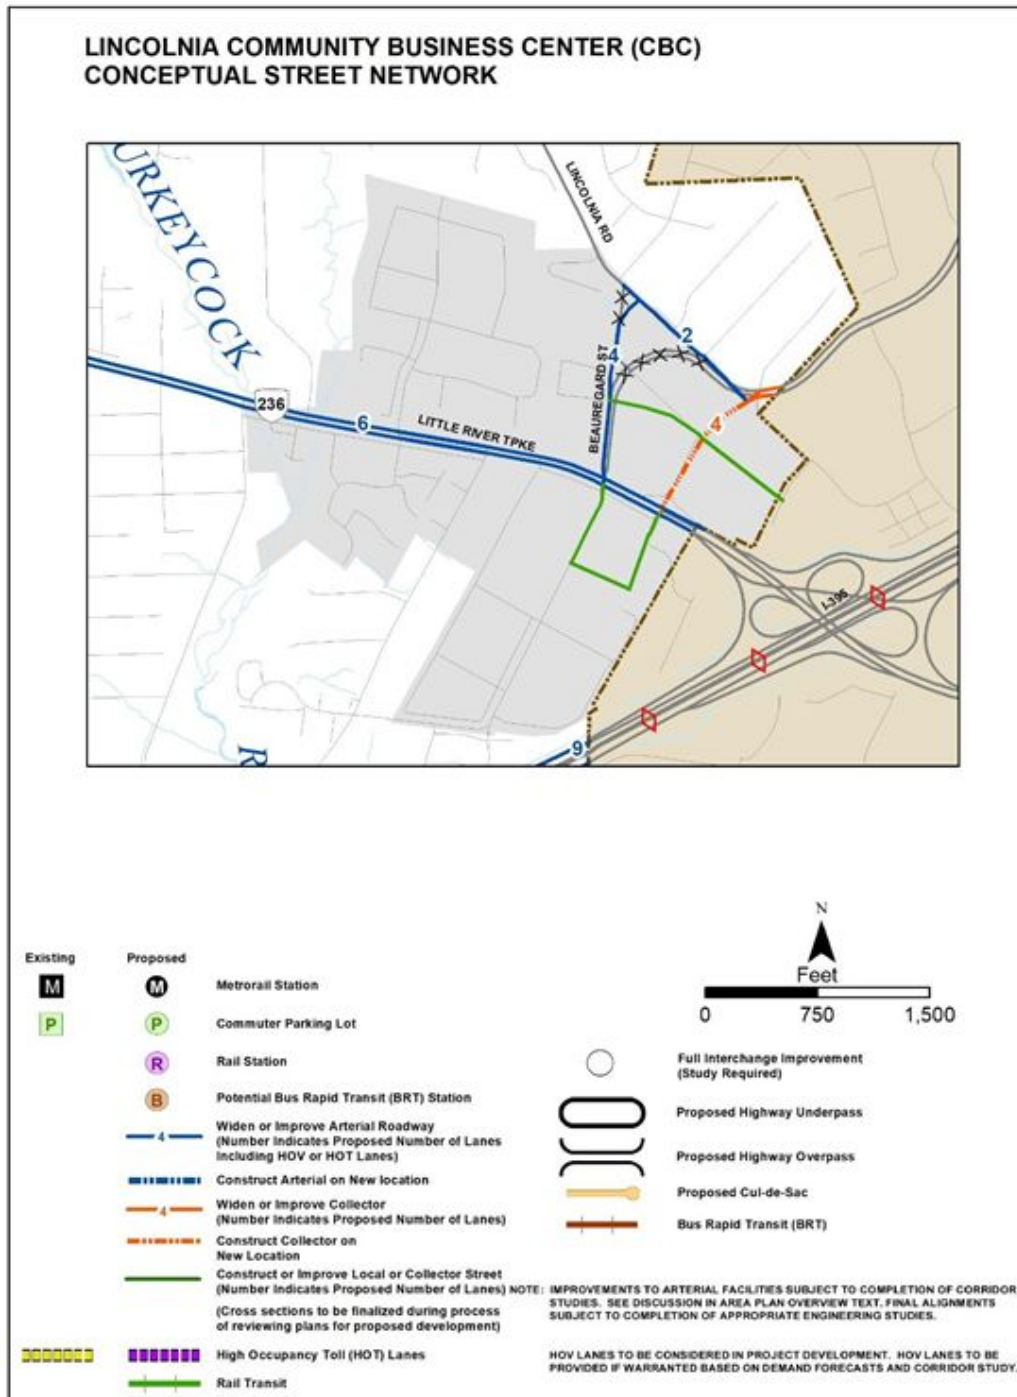 LINCOLNIA COMMUNITY BUSINESS CENTER (CBC)
CONCEPTUAL STREET NETWORK
URKEYCOCK
LINCOLNIA RD
2
4
BEAUREGARD ST
236
6
LITTLE RIVER TPKE
4
I-395
9
R
N
Feet
0 750 1,500
Existing Proposed
M M Metrorail Station
P P Commuter Parking Lot
R Rail Station
B Potential Bus Rapid Transit (BRT) Station
4 Widen or Improve Arterial Roadway
(Number Indicates Proposed Number of Lanes
Including HOV or HOT Lanes)
Construct Arterial on New location
4 Widen or Improve Collector
(Number Indicates Proposed Number of Lanes)
Construct Collector on
New Location
Construct or Improve Local or Collector Street
(Number Indicates Proposed Number of Lanes)
(Cross sections to be finalized during process
of reviewing plans for proposed development)
High Occupancy Toll (HOT) Lanes
Rail Transit
Full Interchange Improvement
(Study Required)
Proposed Highway Underpass
Proposed Highway Overpass
Proposed Cul-de-Sac
Bus Rapid Transit (BRT)
NOTE: IMPROVEMENTS TO ARTERIAL FACILITIES SUBJECT TO COMPLETION OF CORRIDOR
STUDIES. SEE DISCUSSION IN AREA PLAN OVERVIEW TEXT. FINAL ALIGNMENTS
SUBJECT TO COMPLETION OF APPROPRIATE ENGINEERING STUDIES.
HOV LANES TO BE CONSIDERED IN PROJECT DEVELOPMENT. HOV LANES TO BE
PROVIDED IF WARRANTED BASED ON DEMAND FORECASTS AND CORRIDOR STUDY.